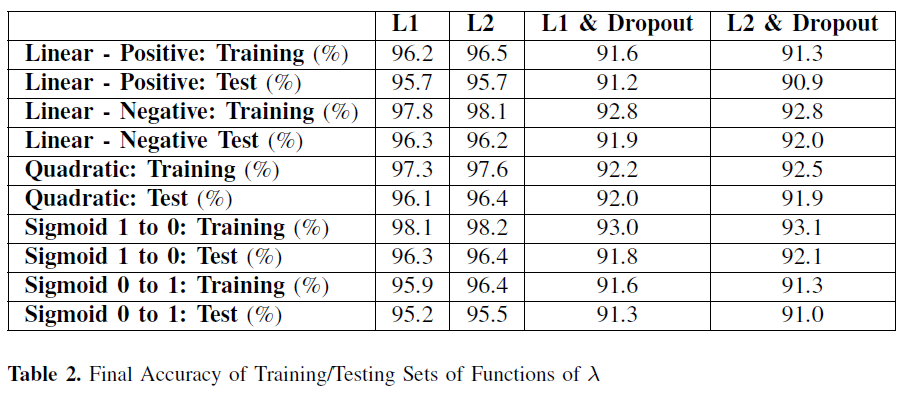 L1 L2 L1 & Dropout L2 & Dropout
Linear - Positive: Training (%) 96.2 96.5 91.6 91.3
Linear - Positive: Test (%) 95.7 95.7 91.2 90.9
Linear - Negative: Training (%) 97.8 98.1 92.8 92.8
Linear - Negative Test (%) 96.3 96.2 91.9 92.0
Quadratic: Training (%) 97.3 97.6 92.2 92.5
Quadratic: Test (%) 96.1 96.4 92.0 91.9
Sigmoid 1 to 0: Training (%) 98.1 98.2 93.0 93.1
Sigmoid 1 to 0: Test (%) 96.3 96.4 91.8 92.1
Sigmoid 0 to 1: Training (%) 95.9 96.4 91.6 91.3
Sigmoid 0 to 1: Test (%) 95.2 95.5 91.3 91.0
Table 2. Final Accuracy of Training/Testing Sets of Functions of λ